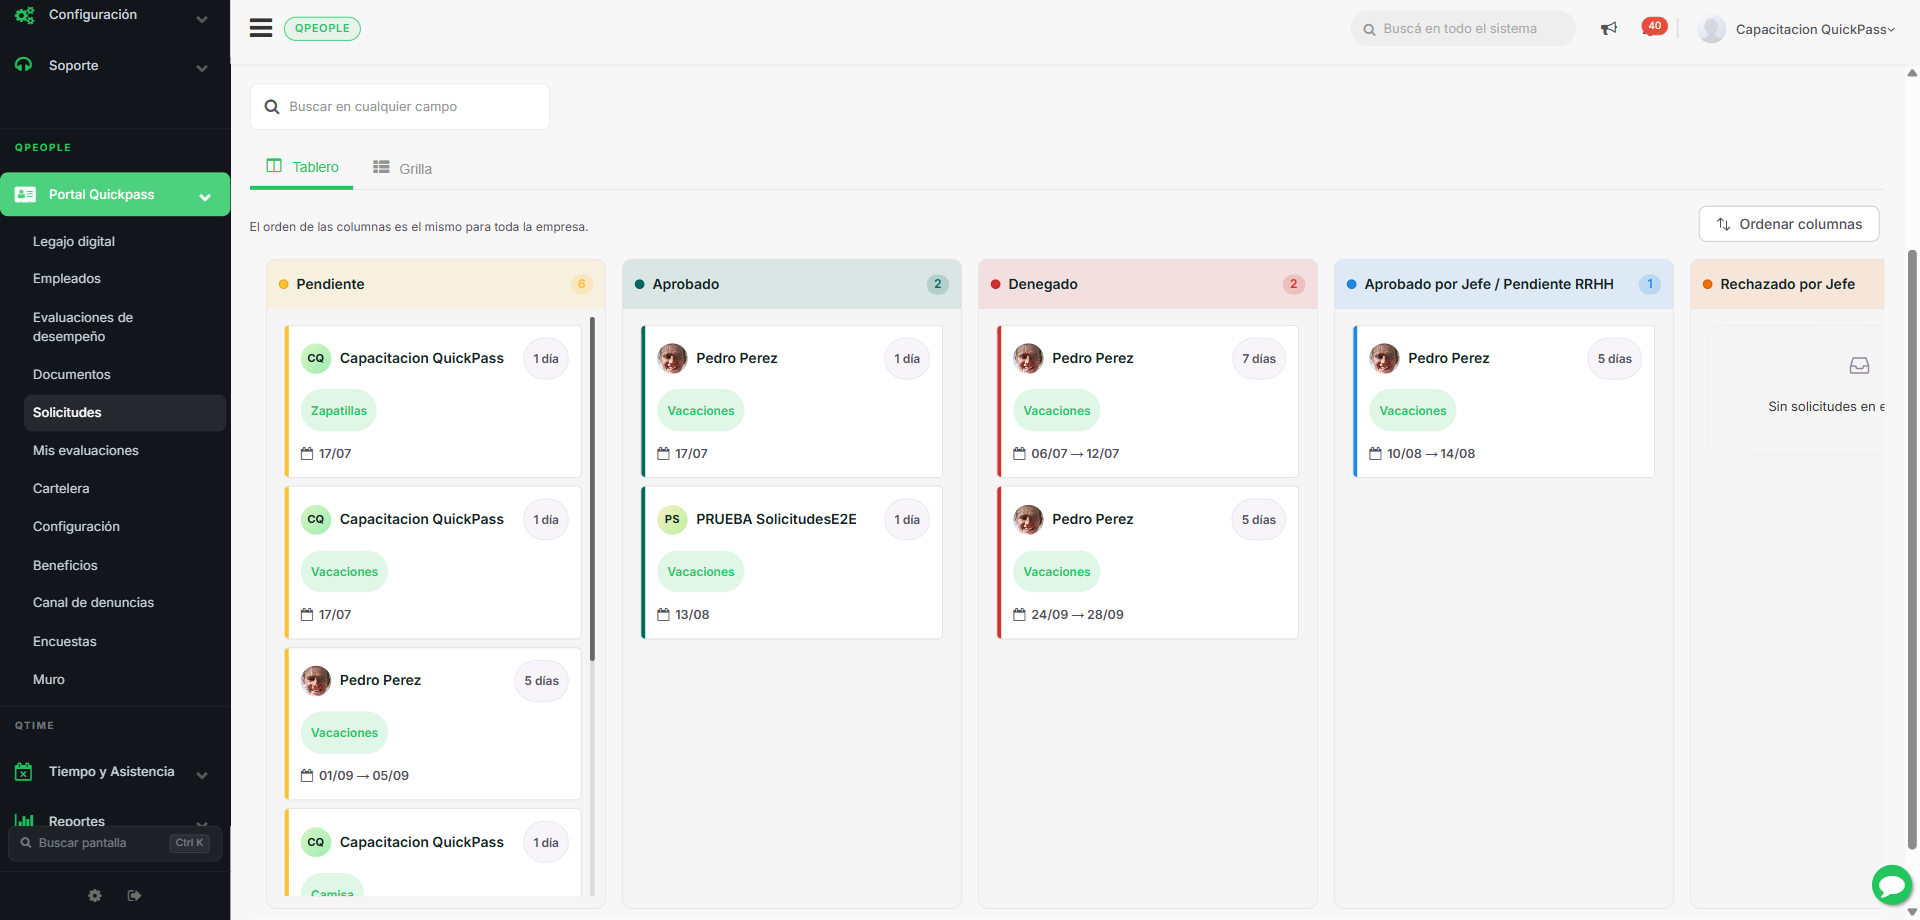 Configuración
Soporte
QPEOPLE
Portal Quickpass
Legajo digital
Empleados
Evaluaciones de
desempeño
Documentos
Solicitudes
Mis evaluaciones
Cartelera
Configuración
Beneficios
Canal de denuncias
Encuestas
Muro
QTIME
Tiempo y Asistencia
Reportes
Buscar pantalla
Ctrl K
QPEOPLE
Buscá en todo el sistema
40
Capacitacion QuickPass
Buscar en cualquier campo
Tablero
Grilla
El orden de las columnas es el mismo para toda la empresa.
Ordenar columnas
Pendiente
6
CQ
Capacitacion QuickPass
1 día
Zapatillas
17/07
CQ
Capacitacion QuickPass
1 día
Vacaciones
17/07
Pedro Perez
5 días
Vacaciones
01/09 → 05/09
CQ
Capacitacion QuickPass
1 día
Camisa
Aprobado
2
Pedro Perez
1 día
Vacaciones
17/07
PS
PRUEBA SolicitudesE2E
1 día
Vacaciones
13/08
Denegado
2
Pedro Perez
7 días
Vacaciones
06/07 → 12/07
Pedro Perez
5 días
Vacaciones
24/09 → 28/09
Aprobado por Jefe / Pendiente RRHH
1
Pedro Perez
5 días
Vacaciones
10/08 → 14/08
Rechazado por Jefe
Sin solicitudes en e